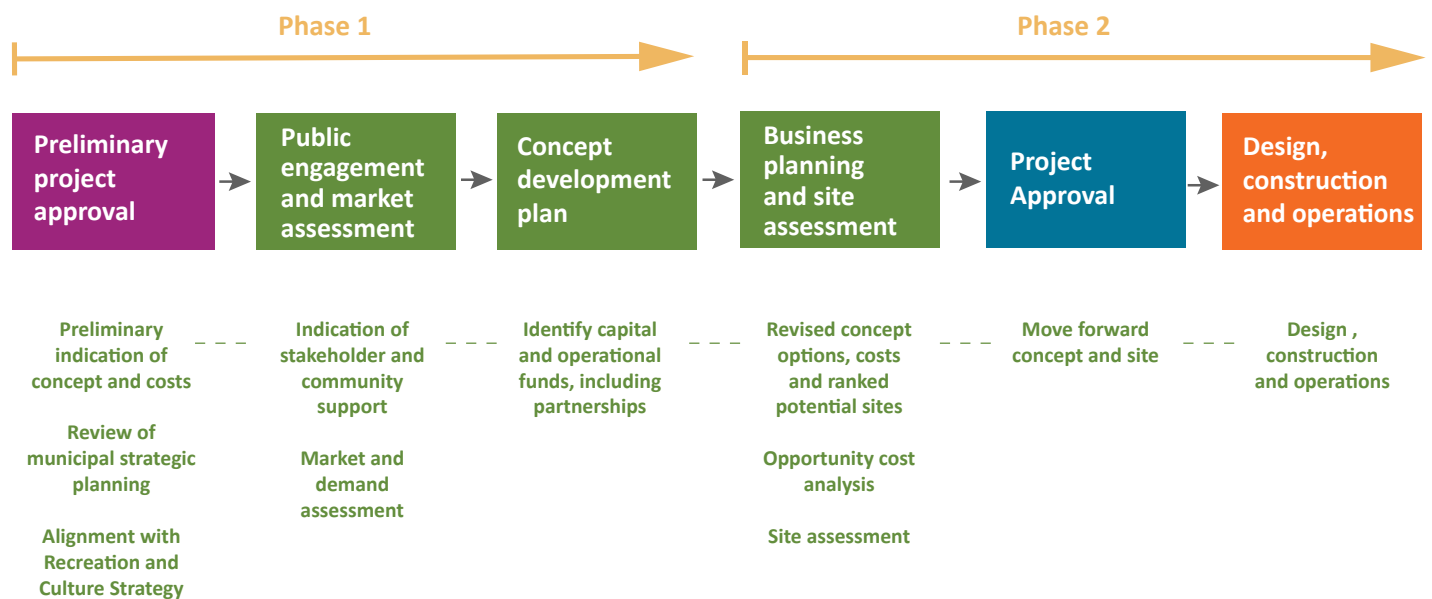 Phase 1
Phase 2
Preliminary
project
approval
Public
engagement
and market
assessment
Concept
development
plan
Business
planning
and site
assessment
Project
Approval
Design,
construction
and operations
Preliminary
indication of
concept and costs
Review of
municipal strategic
planning
Alignment with
Recreation and
Culture Strategy
Indication of
stakeholder and
community
support
Market and
demand
assessment
Identify capital
and operational
funds, including
partnerships
Revised concept
options, costs
and ranked
potential sites
Opportunity cost
analysis
Site assessment
Move forward
concept and site
Design ,
construction
and operations